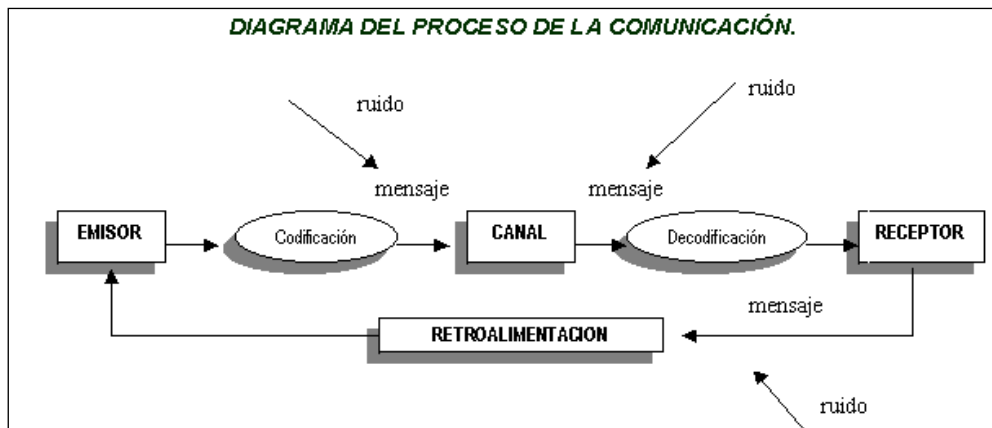 DIAGRAMA DEL PROCESO DE LA COMUNICACIÓN.
ruido
ruido
mensaje
mensaje
EMISOR
Codificación
CANAL
Decodificación
RECEPTOR
mensaje
RETROALIMENTACION
ruido